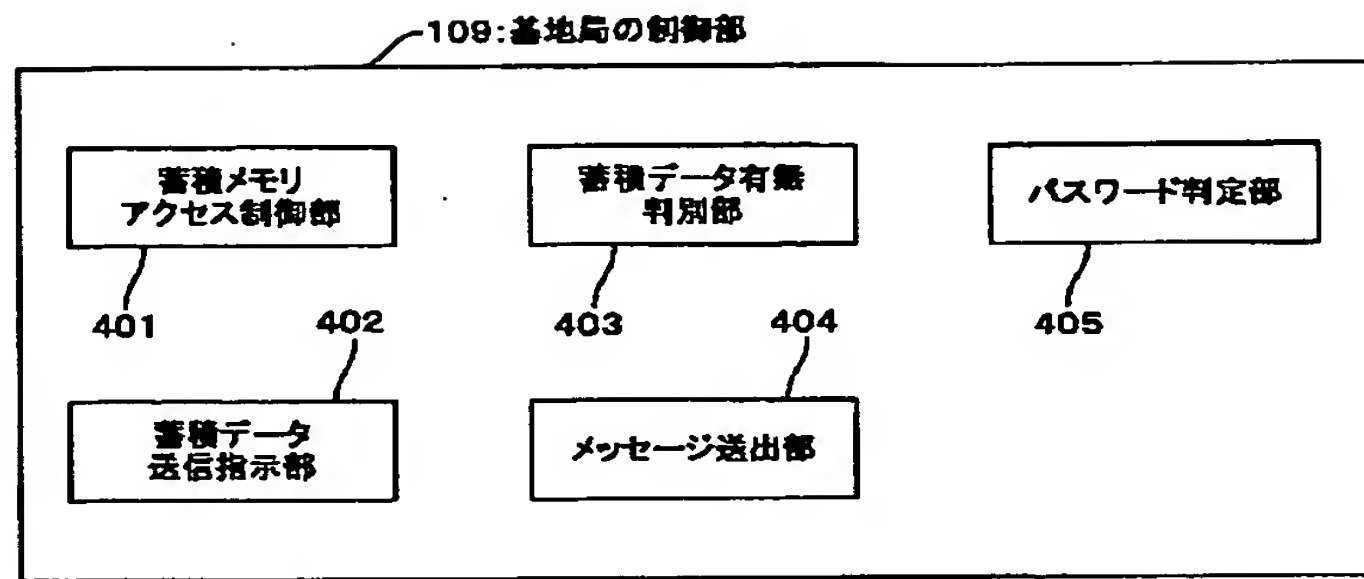 109:基地局の制御部
蓄積メモリ
アクセス制御部
蓄積データ有無
判別部
パスワード判定部
401
402
403
404
405
蓄積データ
送信指示部
メッセージ送出部